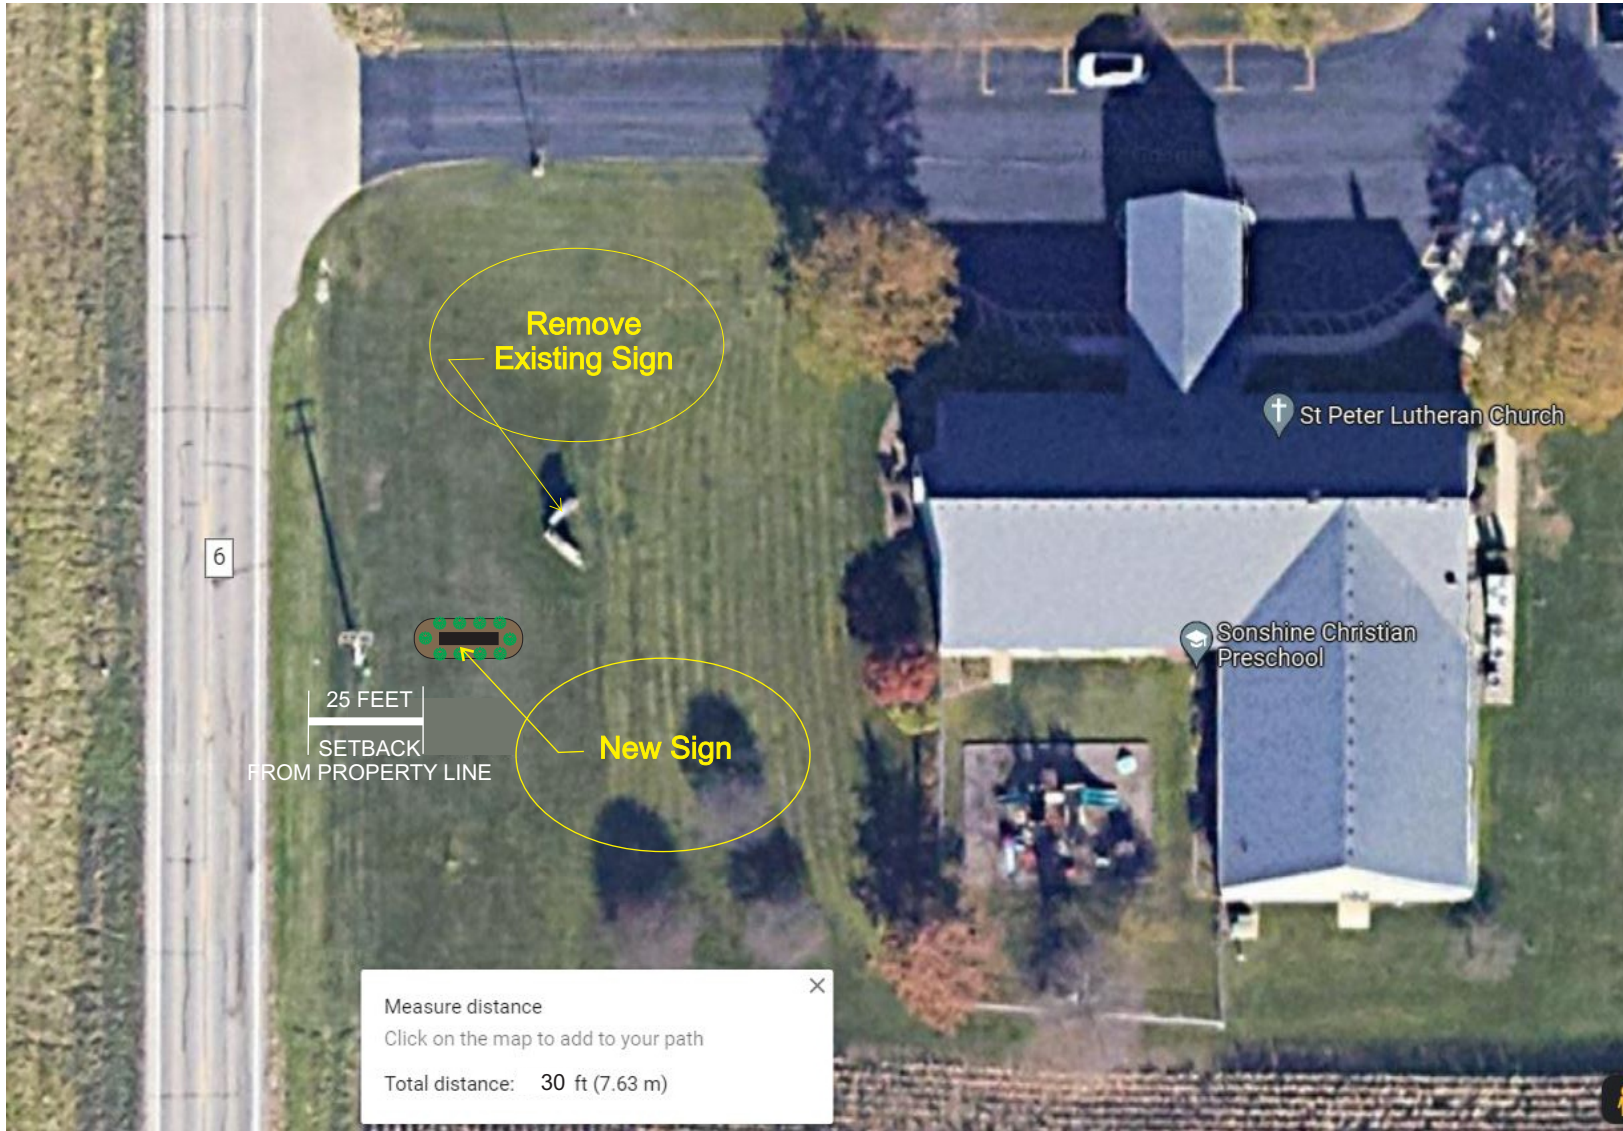 Remove
Existing Sign
St Peter Lutheran Church
6
Sonshine Christian
Preschool
25 FEET
SETBACK
FROM PROPERTY LINE
New Sign
Measure distance
Click on the map to add to your path
Total distance: 30 ft (7.63 m)